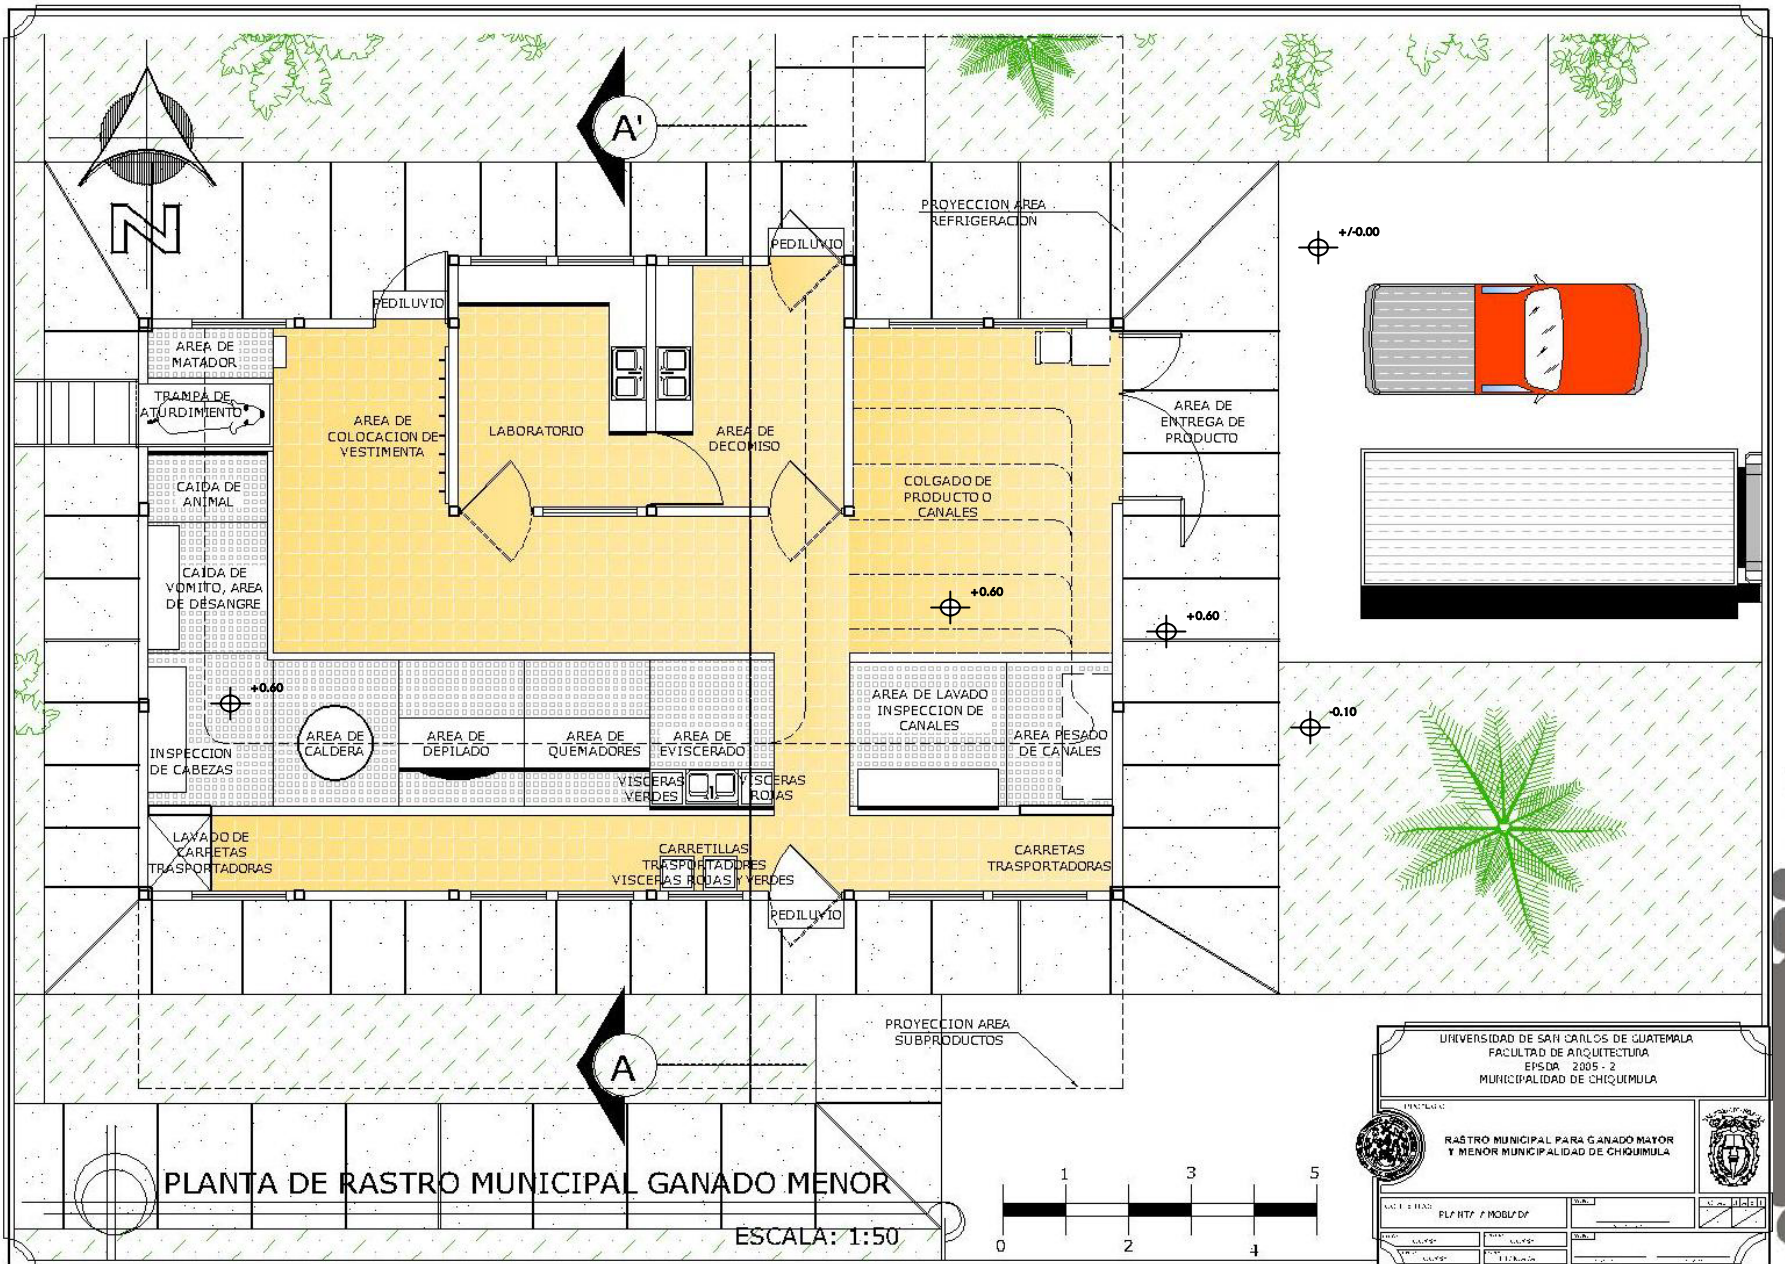 A'
N
PROYECCION AREA
REFRIGERACION
+/-0.00
PEDILUVIO
PEDILUVIO
AREA DE
MATADOR
TRAMPA DE
ATURDIMIENTO
AREA DE
COLOCACION DE
VESTIMENTA
LABORATORIO
AREA DE
DECOMISO
AREA DE
ENTREGA DE
PRODUCTO
CAIDA DE
ANIMAL
COLGADO DE
PRODUCTO O
CANALES
CAIDA DE
VOMITO, AREA
DE DESANGRE
+0.60
+0.60
+0.60
-0.10
INSPECCION
DE CABEZAS
AREA DE
CALDERA
AREA DE
DEPILADO
AREA DE
QUEMADORES
AREA DE
EVISCERADO
AREA DE LAVADO
INSPECCION DE
CANALES
AREA PESADO
DE CANALES
VISCERAS
VERDES
VISCERAS
ROJAS
LAVADO DE
CARRETAS
TRASPORTADORAS
CARRETILLAS
TRASPORTADORES
VISCERAS ROJAS Y VERDES
CARRETAS
TRASPORTADORAS
PEDILUVIO
PROYECCION AREA
SUBPRODUCTOS
A
PLANTA DE RASTRO MUNICIPAL GANADO MENOR
ESCALA: 1:50
1 3 5
0 2 4
UNIVERSIDAD DE SAN CARLOS DE GUATEMALA
FACULTAD DE ARQUITECTURA
EPSDA 2005 - 2
MUNICIPALIDAD DE CHIQUIMULA
RASTRO MUNICIPAL PARA GANADO MAYOR
Y MENOR MUNICIPALIDAD DE CHIQUIMULA
PLANTA AMOBLADA